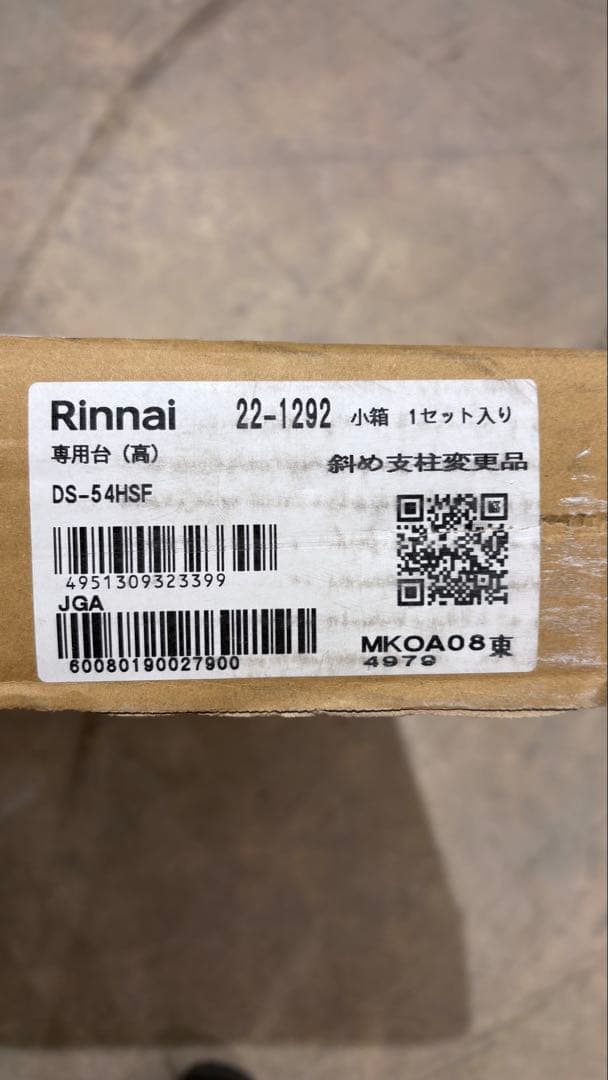 Rinnai 22-1292 小箱 1セット入り
専用台（高）
斜め支柱変更品
DS-54HSF
4951309323399
JGA
60080190027900
MKOA08東
4979